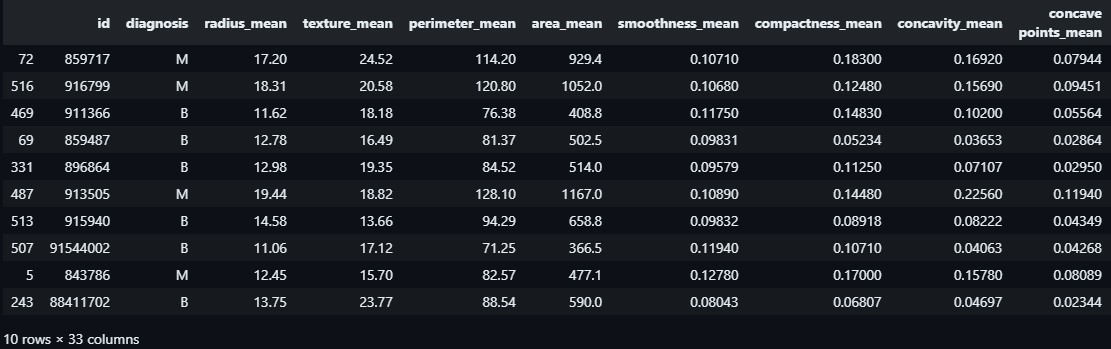 id diagnosis radius_mean texture_mean perimeter_mean area_mean smoothness_mean compactness_mean concavity_mean concave points_mean
72 859717 M 17.20 24.52 114.20 929.4 0.10710 0.18300 0.16920 0.07944
516 916799 M 18.31 20.58 120.80 1052.0 0.10680 0.12480 0.15690 0.09451
469 911366 B 11.62 18.18 76.38 408.8 0.11750 0.14830 0.10200 0.05564
69 859487 B 12.78 16.49 81.37 502.5 0.09831 0.05234 0.03653 0.02864
331 896864 B 12.98 19.35 84.52 514.0 0.09579 0.11250 0.07107 0.02950
487 913505 M 19.44 18.82 128.10 1167.0 0.10890 0.14480 0.22560 0.11940
513 915940 B 14.58 13.66 94.29 658.8 0.09832 0.08918 0.08222 0.04349
507 91544002 B 11.06 17.12 71.25 366.5 0.11940 0.10710 0.04063 0.04268
5 843786 M 12.45 15.70 82.57 477.1 0.12780 0.17000 0.15780 0.08089
243 88411702 B 13.75 23.77 88.54 590.0 0.08043 0.06807 0.04697 0.02344
10 rows × 33 columns